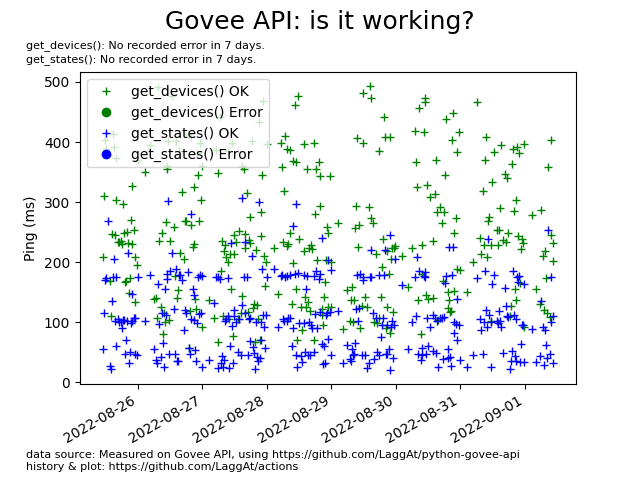 Govee API: is it working?
get_devices(): No recorded error in 7 days.
get_states(): No recorded error in 7 days.
get_devices() OK
get_devices() Error
get_states() OK
get_states() Error
Ping (ms)
500
400
300
200
100
0
2022-08-26
2022-08-27
2022-08-28
2022-08-29
2022-08-30
2022-08-31
2022-09-01
data source: Measured on Govee API, using https://github.com/LaggAt/python-govee-api
history & plot: https://github.com/LaggAt/actions